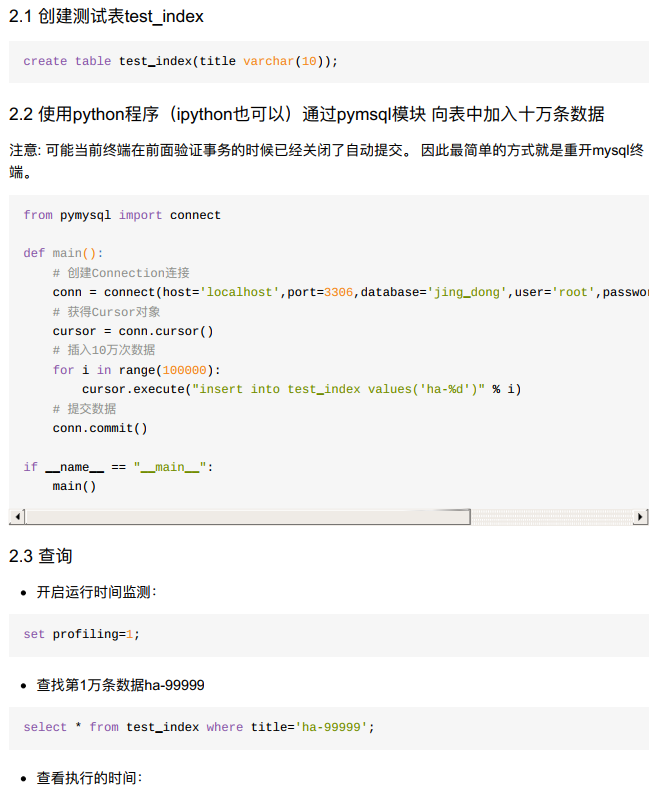 2.1 创建测试表test_index
create table test_index(title varchar(10));
2.2 使用python程序（ipython也可以）通过pymsql模块 向表中加入十万条数据
注意: 可能当前终端在前面验证事务的时候已经关闭了自动提交。 因此最简单的方式就是重开mysql终
端。
from pymysql import connect
def main():
    # 创建Connection连接
    conn = connect(host='localhost',port=3306,database='jing_dong',user='root',passwor
    # 获得Cursor对象
    cursor = conn.cursor()
    # 插入10万次数据
    for i in range(100000):
        cursor.execute("insert into test_index values('ha-%d')" % i)
    # 提交数据
    conn.commit()
if __name__ == "__main__":
    main()
2.3 查询
• 开启运行时间监测：
set profiling=1;
• 查找第1万条数据ha-99999
select * from test_index where title='ha-99999';
• 查看执行的时间：